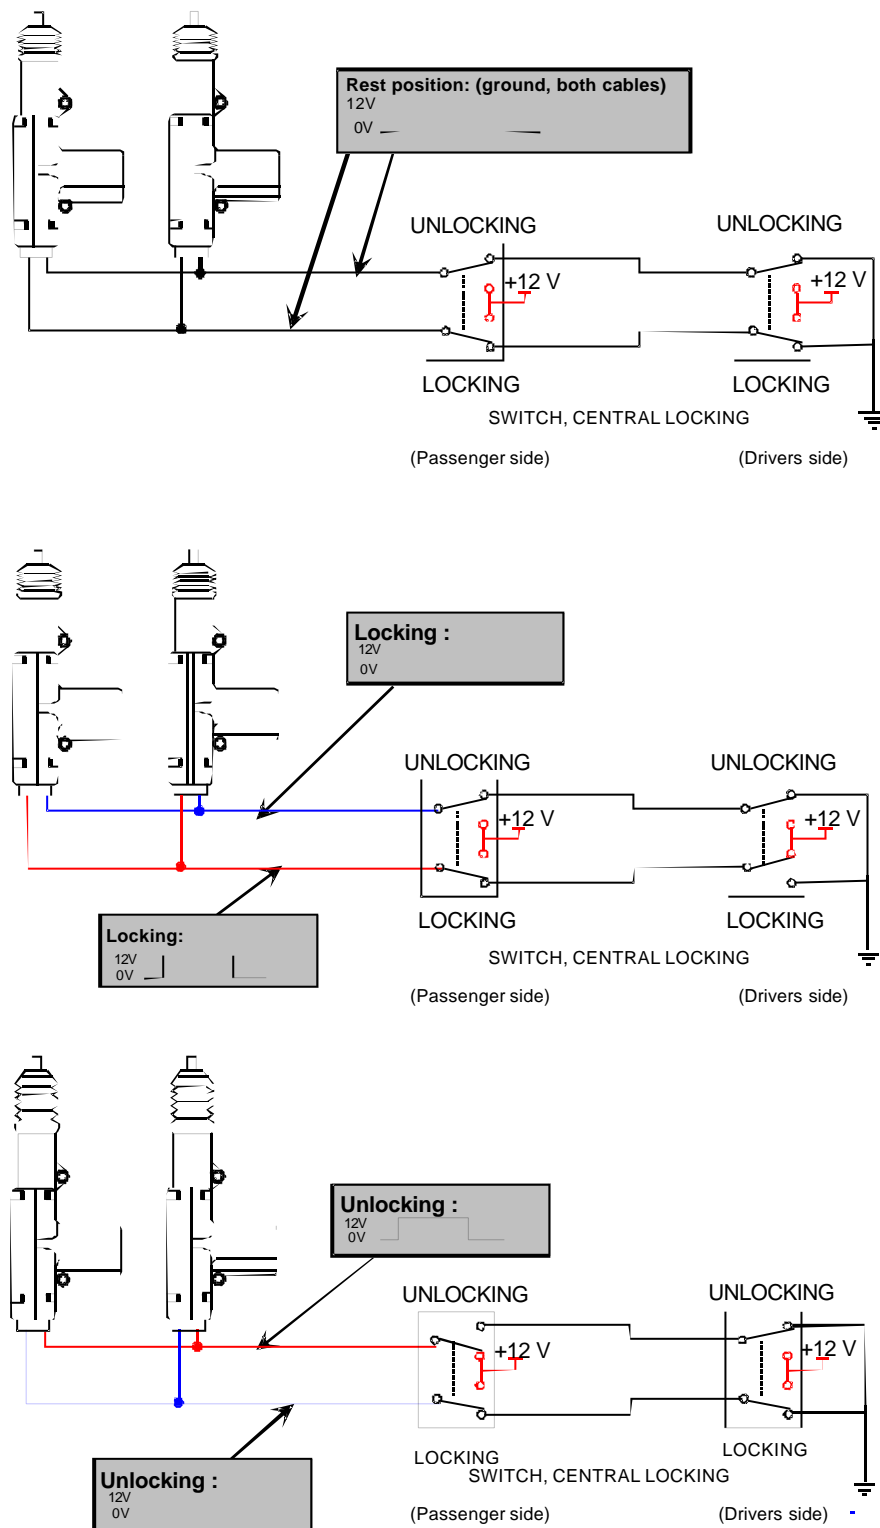 Rest position: (ground, both cables)
12V
0V
UNLOCKING
UNLOCKING
+12 V
+12 V
LOCKING
LOCKING
SWITCH, CENTRAL LOCKING
(Passenger side)
(Drivers side)
Locking :
12V
0V
UNLOCKING
UNLOCKING
+12 V
+12 V
LOCKING
LOCKING
Locking:
12V
0V
SWITCH, CENTRAL LOCKING
(Passenger side)
(Drivers side)
Unlocking :
12V
0V
UNLOCKING
UNLOCKING
+12 V
+12 V
LOCKING
LOCKING
SWITCH, CENTRAL LOCKING
Unlocking :
12V
0V
(Passenger side)
(Drivers side)